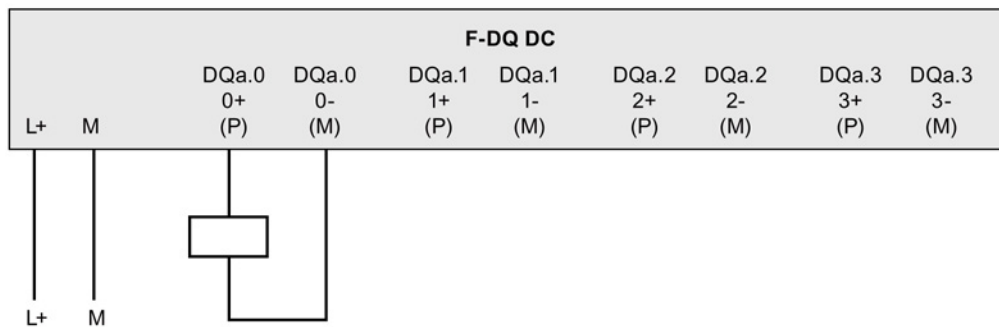 F-DQ DC
DQa.0 DQa.0 DQa.1 DQa.1 DQa.2 DQa.2 DQa.3 DQa.3
0+ 0- 1+ 1- 2+ 2- 3+ 3-
L+ M (P) (M) (P) (M) (P) (M) (P) (M)
L+ M